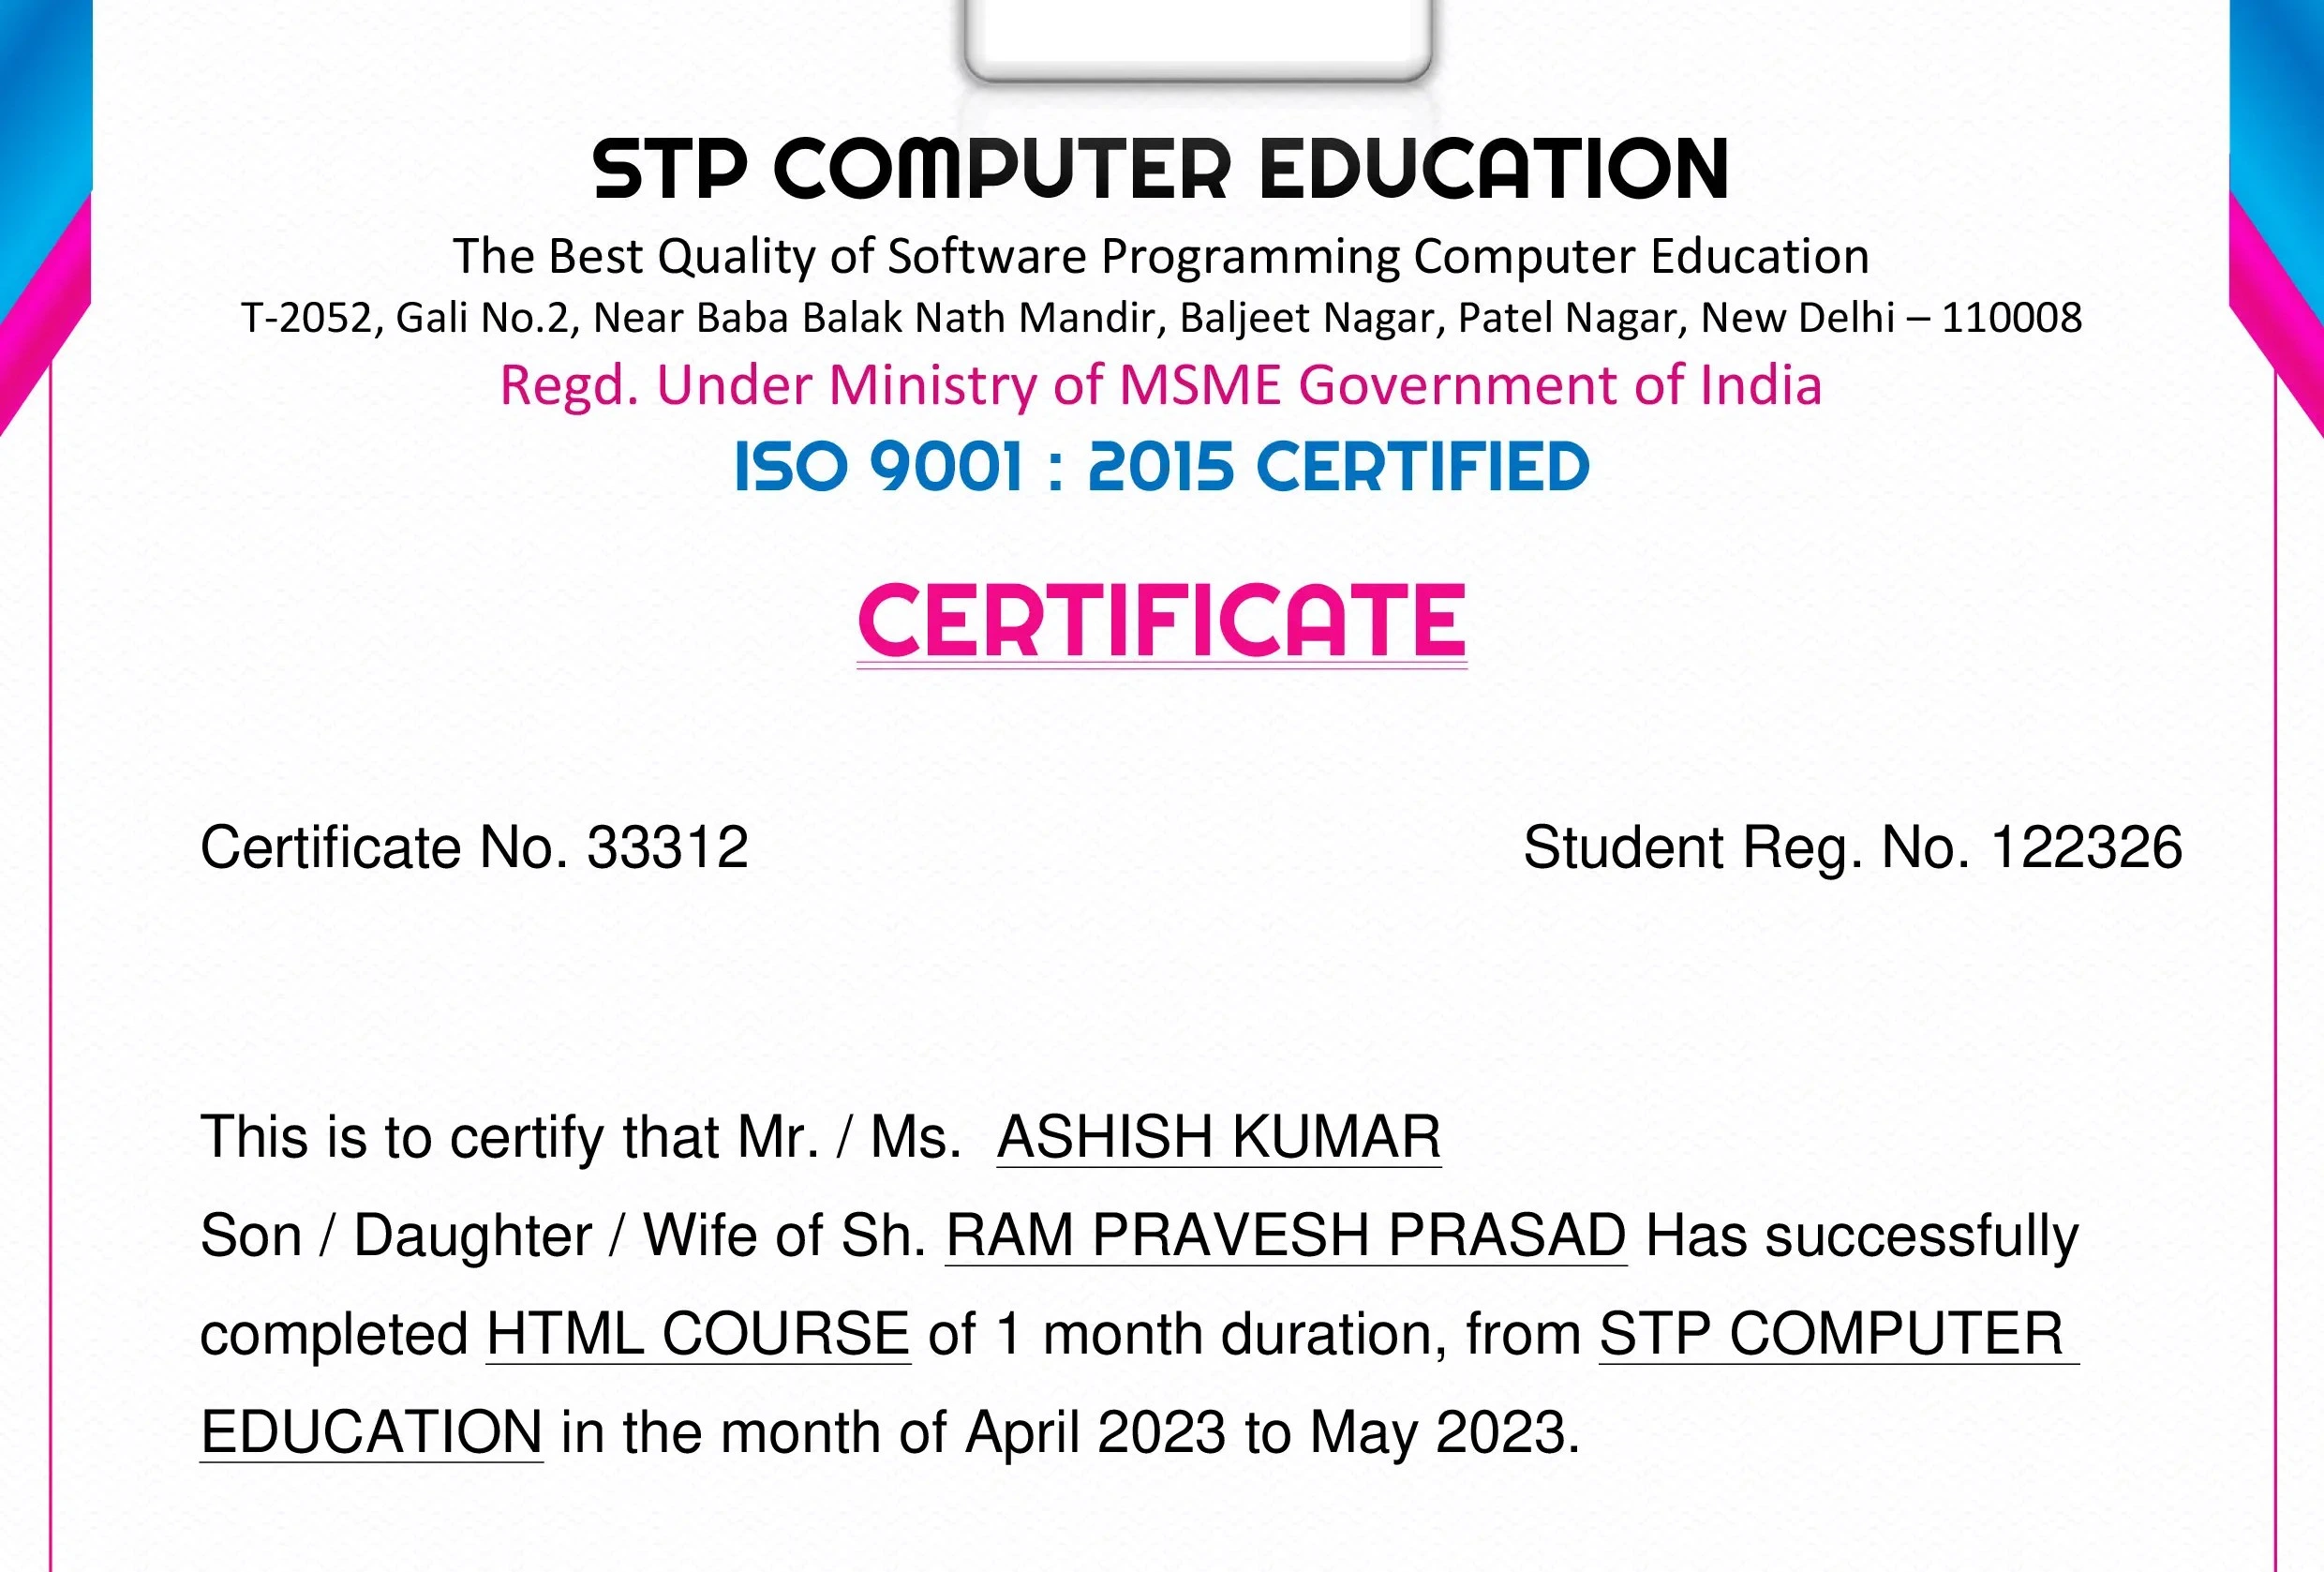 STP COMPUTER EDUCATION
The Best Quality of Software Programming Computer Education
T-2052, Gali No.2, Near Baba Balak Nath Mandir, Baljeet Nagar, Patel Nagar, New Delhi – 110008
Regd. Under Ministry of MSME Government of India
ISO 9001 : 2015 CERTIFIED
CERTIFICATE
Certificate No. 33312 Student Reg. No. 122326
This is to certify that Mr. / Ms. ASHISH KUMAR
Son / Daughter / Wife of Sh. RAM PRAVESH PRASAD Has successfully
completed HTML COURSE of 1 month duration, from STP COMPUTER
EDUCATION in the month of April 2023 to May 2023.